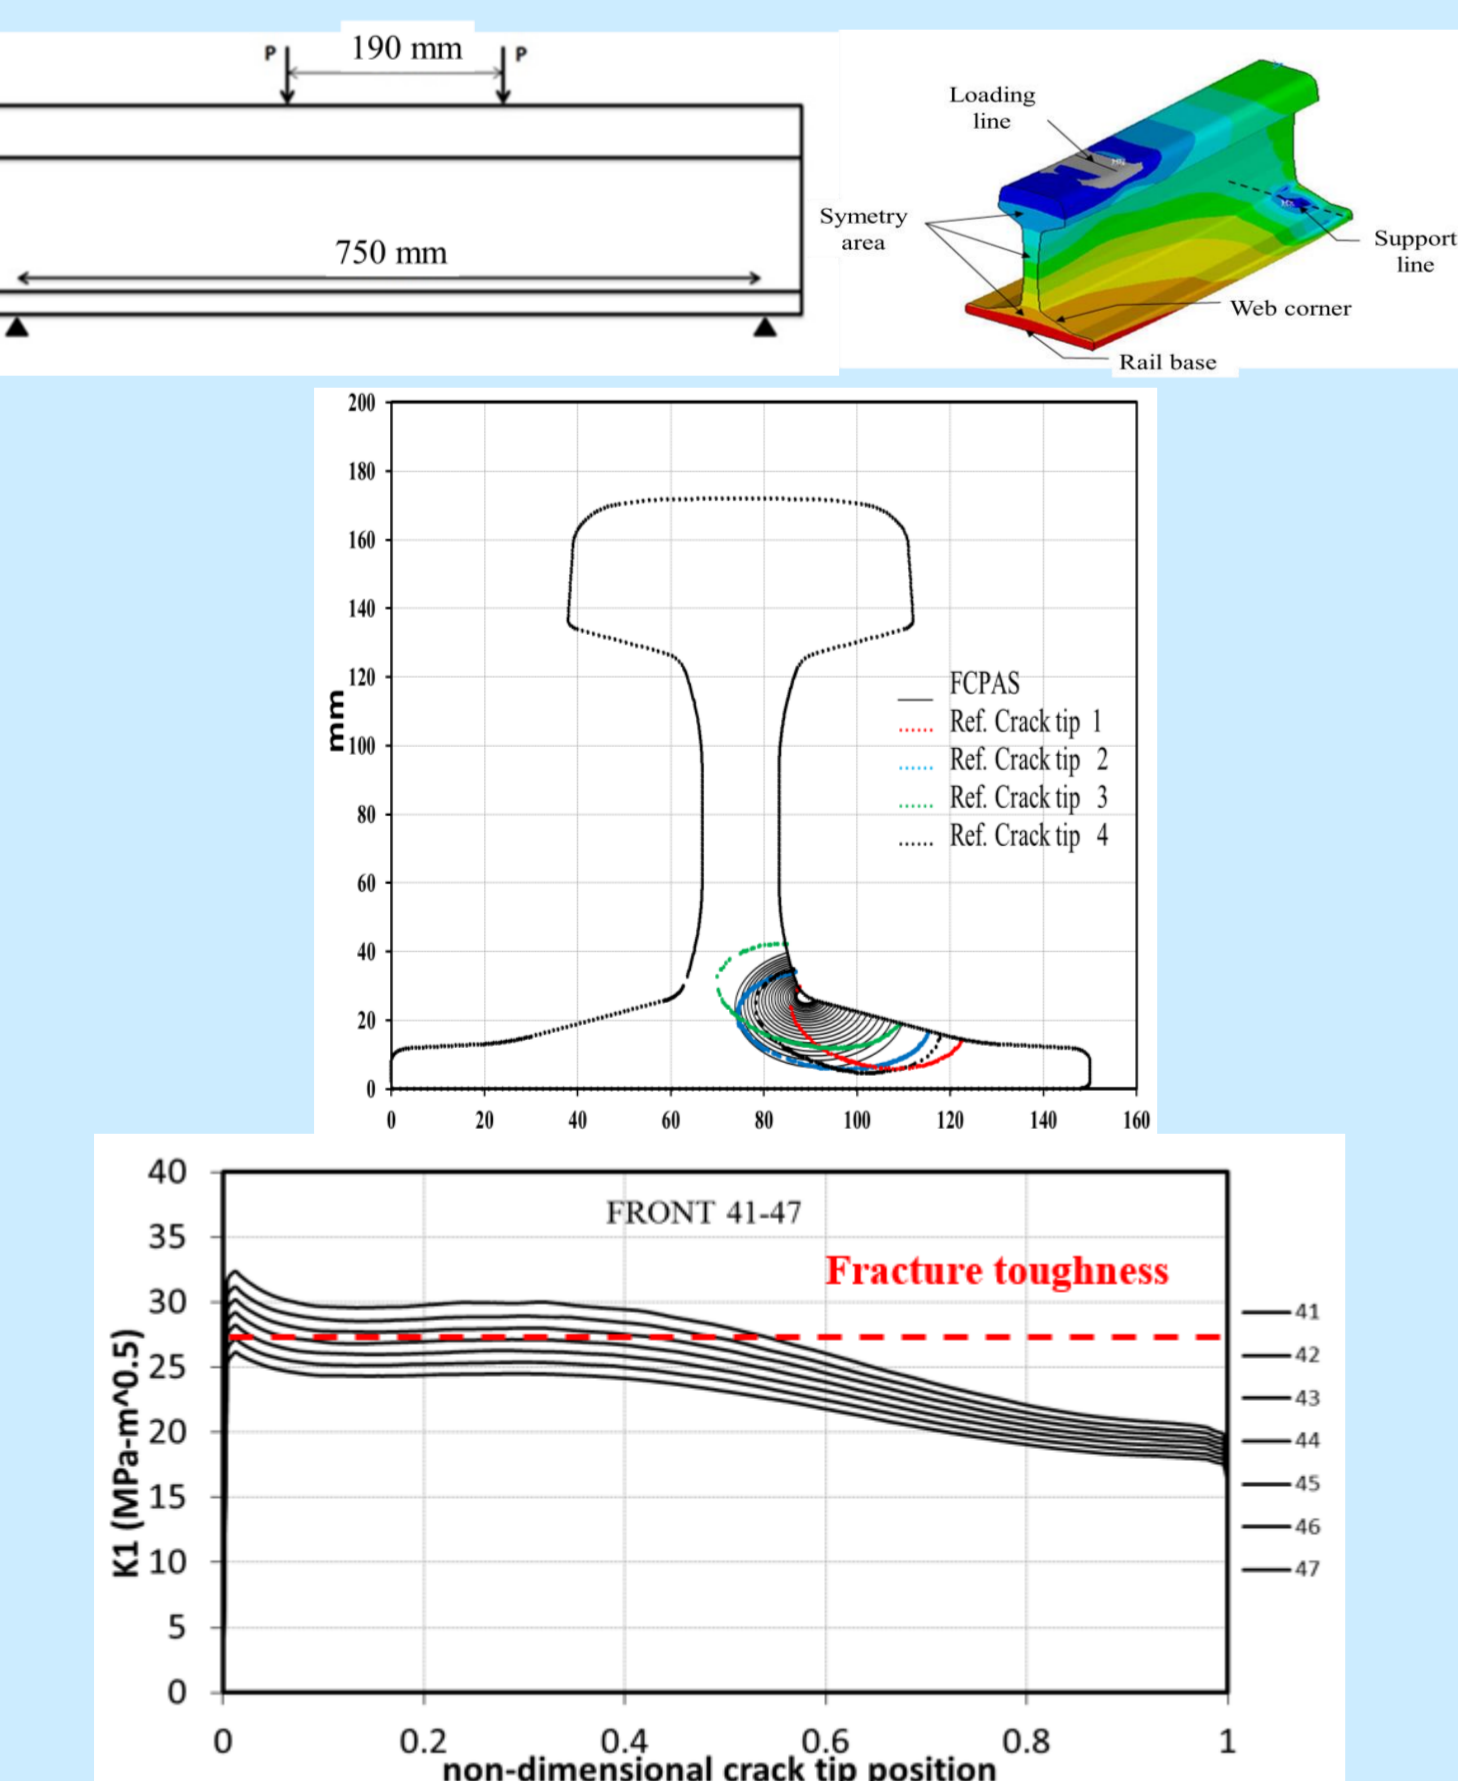 P
190 mm
P
750 mm
Loading
line
Symetry
area
Support
line
Web corner
Rail base
200
180
160
140
120
100
80
60
40
20
0
mm
FCPAS
Ref. Crack tip 1
Ref. Crack tip 2
Ref. Crack tip 3
Ref. Crack tip 4
0 20 40 60 80 100 120 140 160
40
35
30
25
20
15
10
5
0
K1 (MPa-m^0.5)
FRONT 41-47
Fracture toughness
41
42
43
44
45
46
47
0 0.2 0.4 0.6 0.8 1
non-dimensional crack tip position